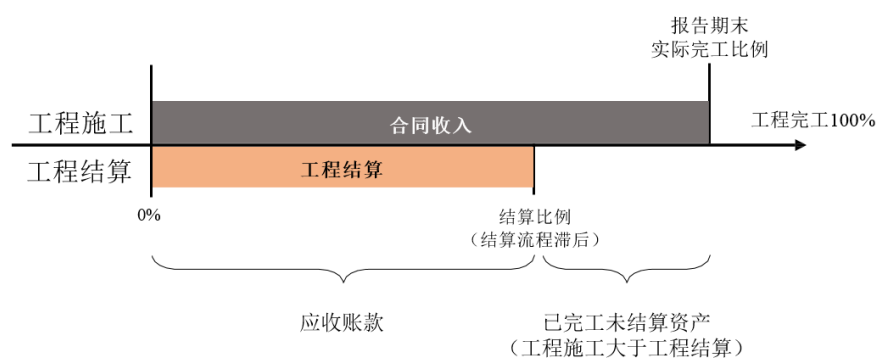 报告期末
实际完工比例
工程施工
合同收入
工程完工100%
工程结算
工程结算
0%
结算比例
（结算流程滞后）
应收账款
已完工未结算资产
（工程施工大于工程结算）